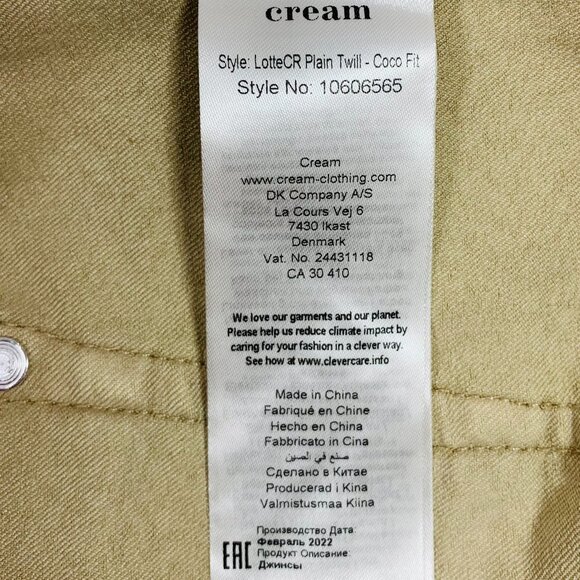 cream
Style: LotteCR Plain Twill - Coco Fit
Style No: 10606565
Cream
www.cream-clothing.com
DK Company A/S
La Cours Vej 6
7430 Ikast
Denmark
Vat. No. 24431118
CA 30 410
We love our garments and our planet.
Please help us reduce climate impact by
caring for your fashion in a clever way.
See how at www.clevercare.info
Made in China
Fabriqué en Chine
Hecho en China
Fabbricato in Cina
صنع في الصين
Сделано в Китае
Producerad i Kina
Valmistusmaa Kiina
Производство Дата:
Февраль 2022
EAC Продукт Описание:
Джинсы